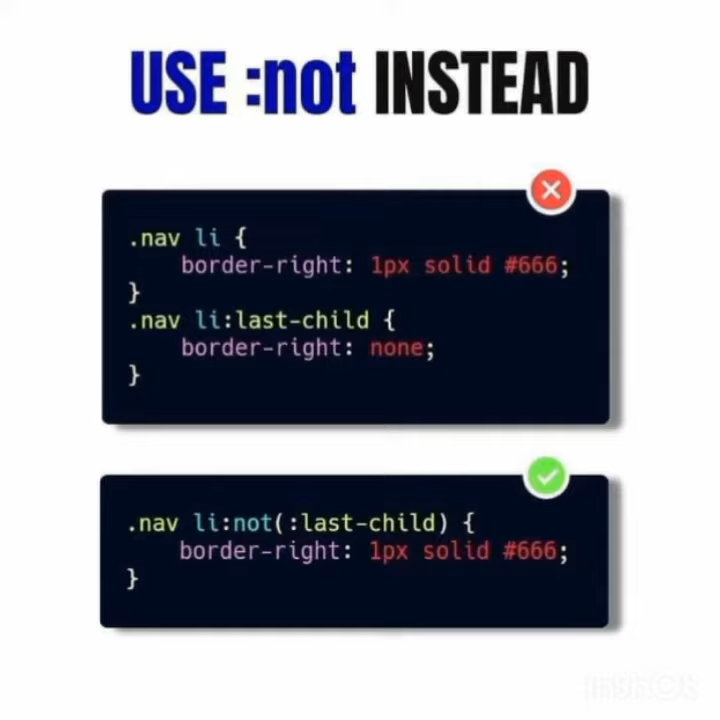 USE :not INSTEAD
.nav li {
    border-right: 1px solid #666;
}
.nav li:last-child {
    border-right: none;
}
.nav li:not(:last-child) {
    border-right: 1px solid #666;
}